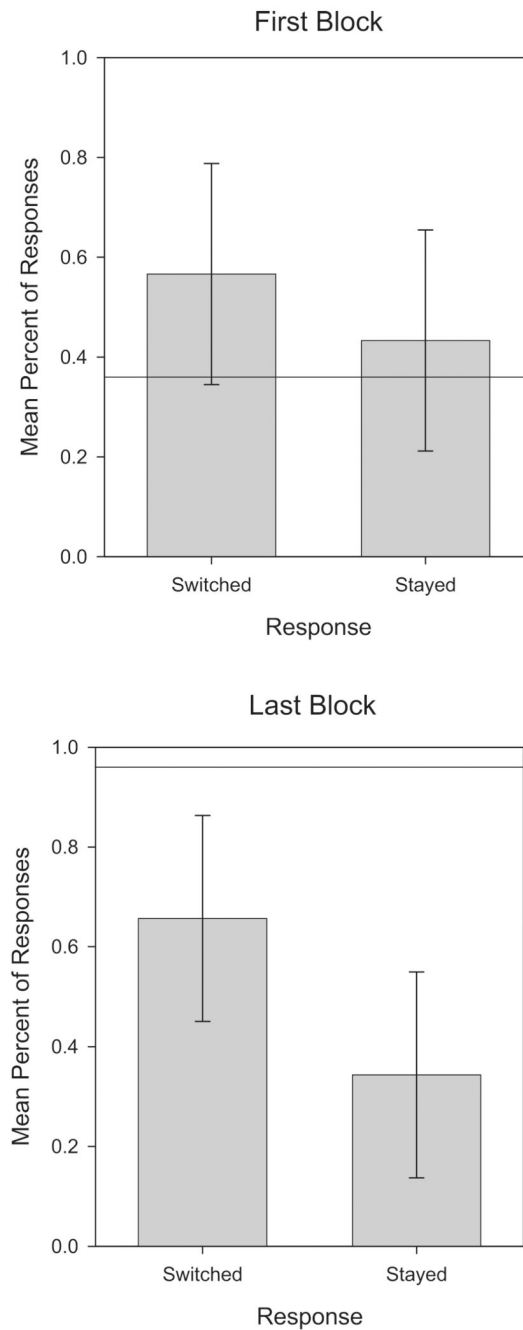 First Block
1.0
0.8
0.6
0.4
0.2
0.0
Mean Percent of Responses
Switched Stayed
Response
Last Block
1.0
0.8
0.6
0.4
0.2
0.0
Mean Percent of Responses
Switched Stayed
Response